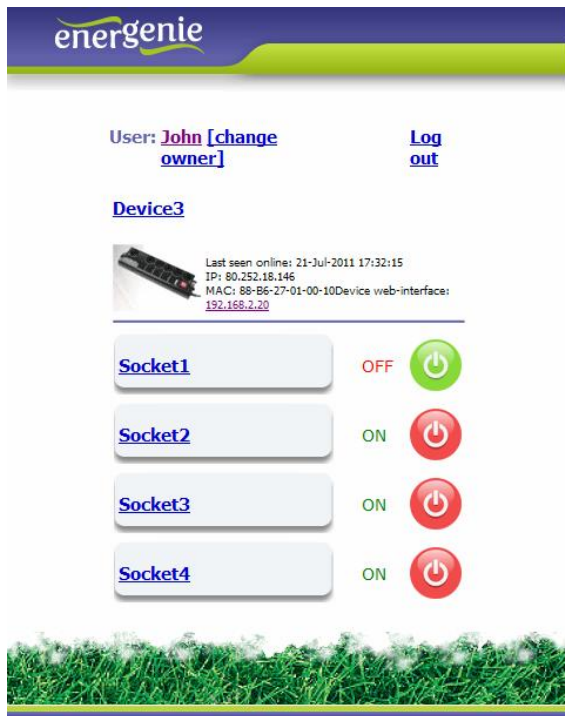 energenie
User: John [change
owner]
Log
out
Device3
Last seen online: 21-Jul-2011 17:32:15
IP: 80.252.18.146
MAC: 88-B6-27-01-00-10Device web-interface:
192.168.2.20
Socket1
OFF
Socket2
ON
Socket3
ON
Socket4
ON